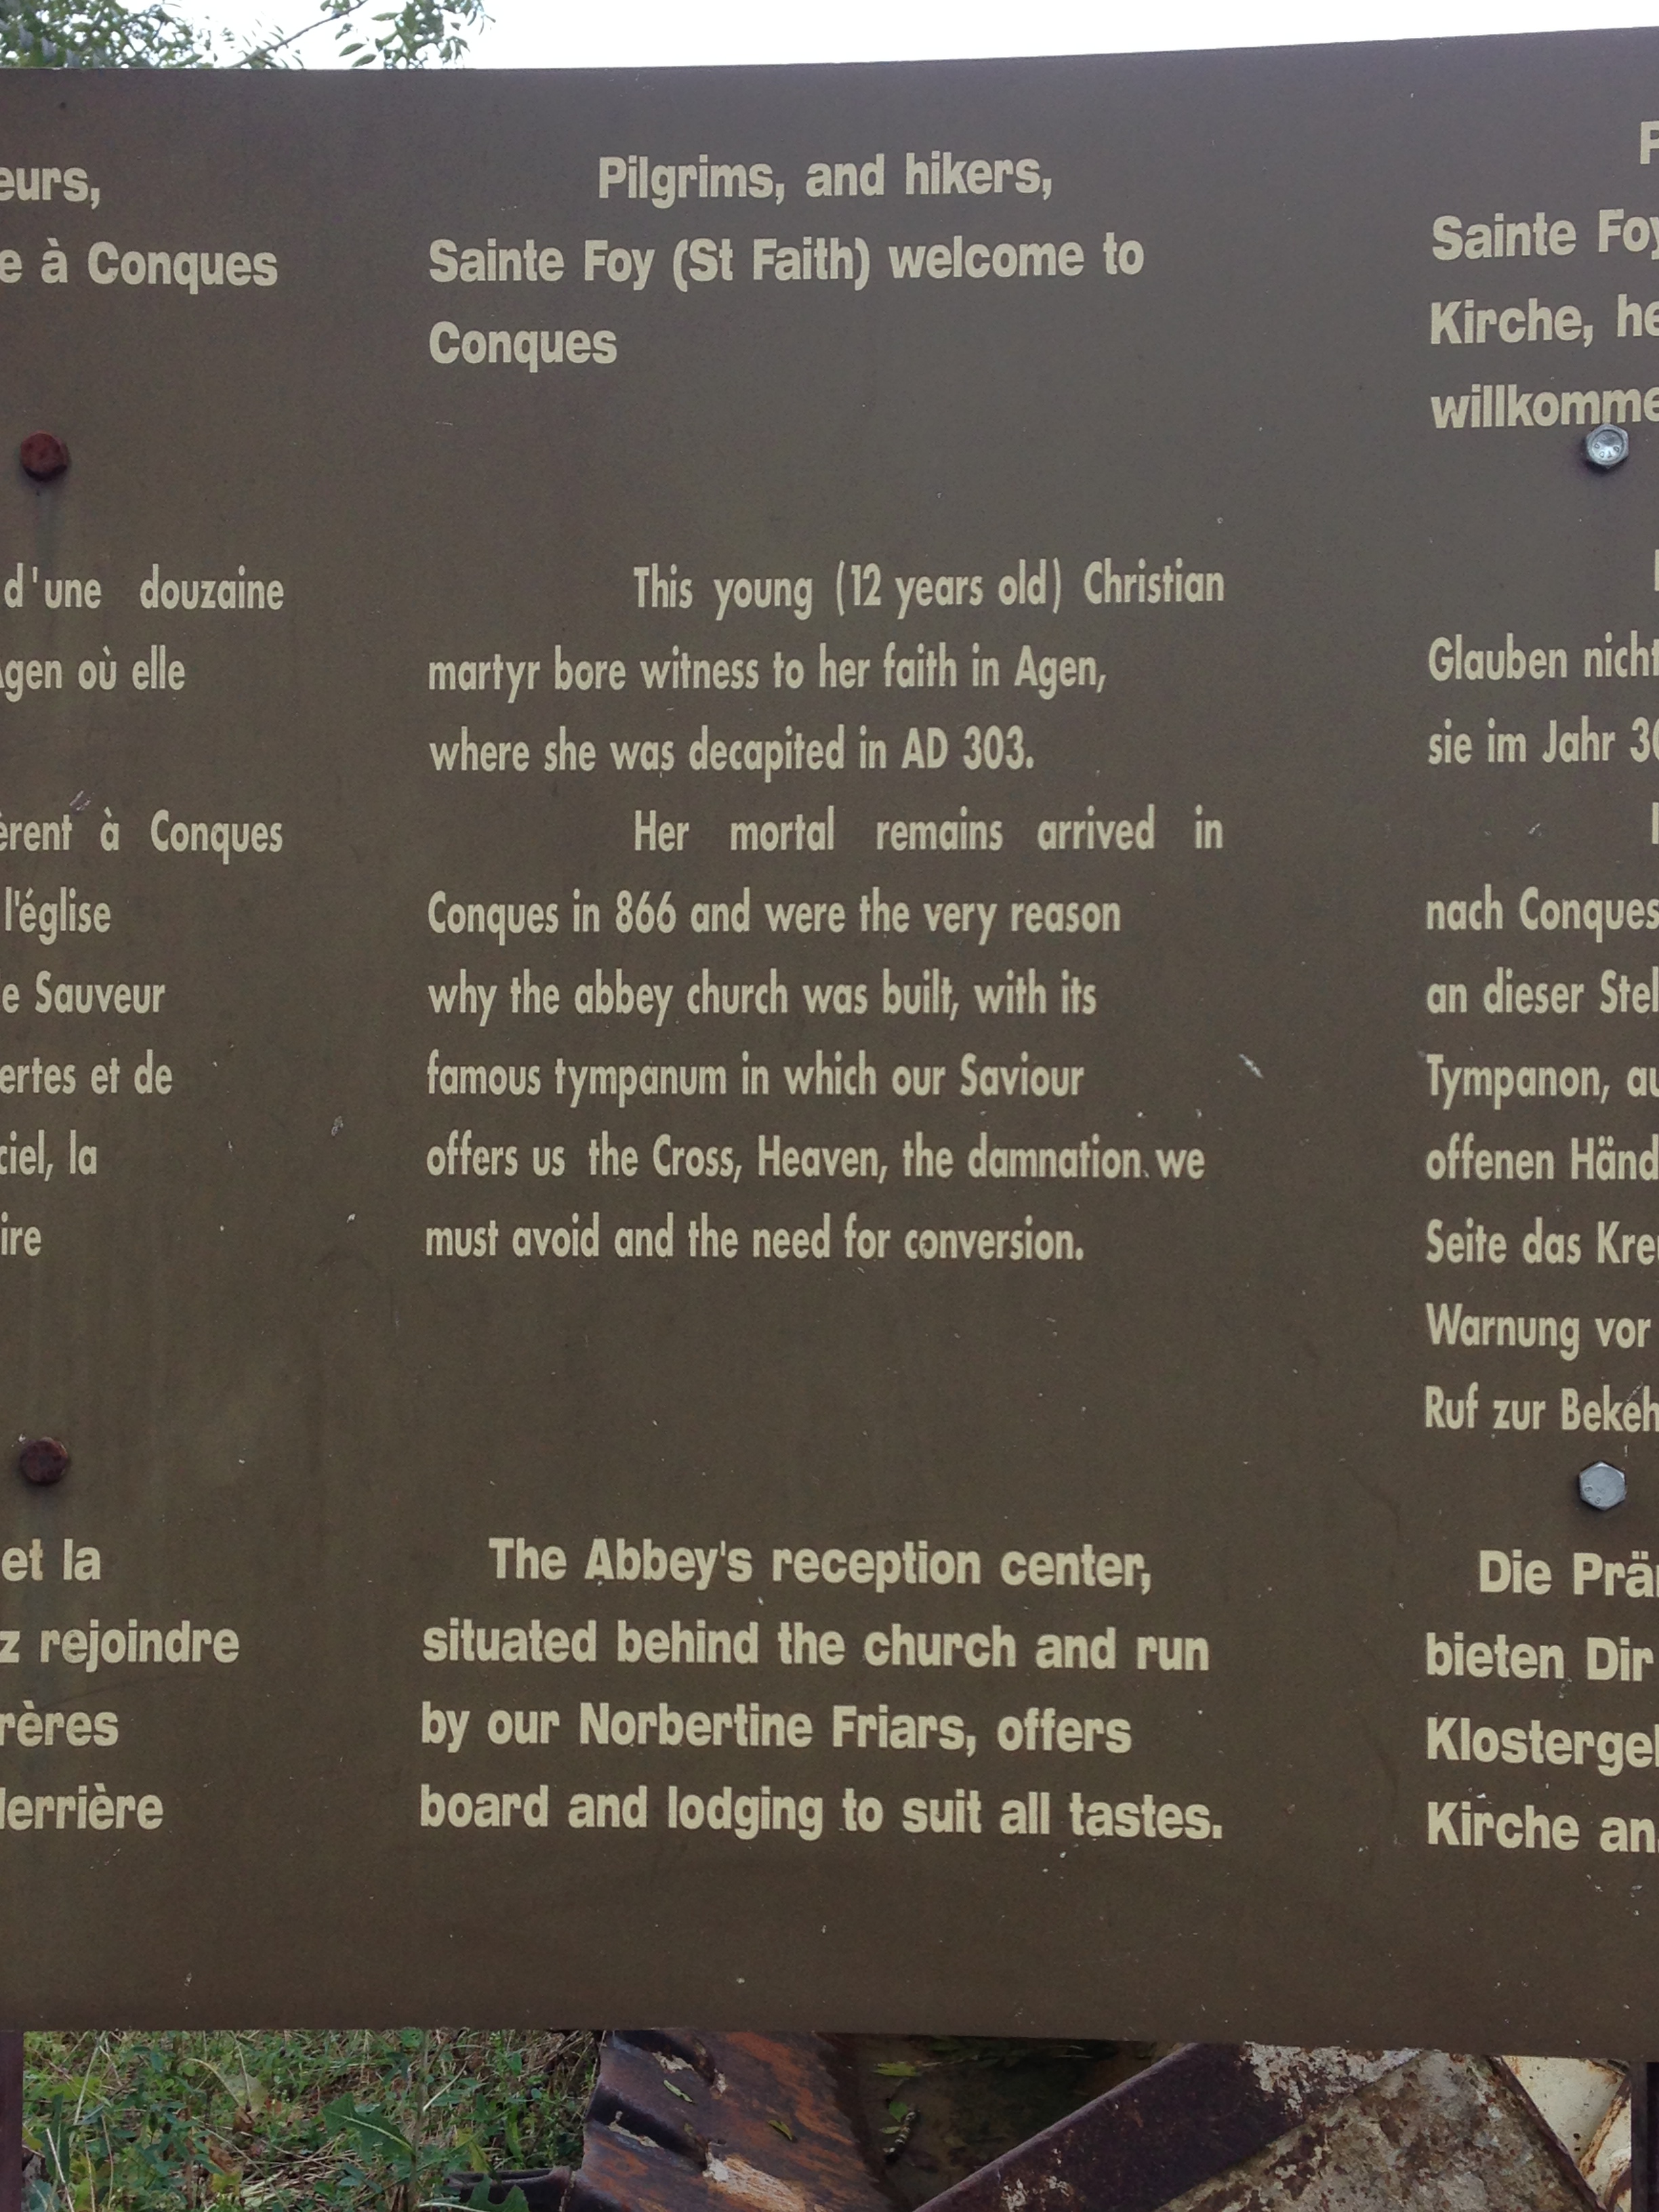 eurs,
e à Conques
d'une douzaine
gen où elle
èrent à Conques
l'église
e Sauveur
ertes et de
ciel, la
ire
et la
z rejoindre
rères
derrière
Pilgrims, and hikers,
Sainte Foy (St Faith) welcome to
Conques
This young (12 years old) Christian
martyr bore witness to her faith in Agen,
where she was decapited in AD 303.
Her mortal remains arrived in
Conques in 866 and were the very reason
why the abbey church was built, with its
famous tympanum in which our Saviour
offers us the Cross, Heaven, the damnation we
must avoid and the need for conversion.
The Abbey's reception center,
situated behind the church and run
by our Norbertine Friars, offers
board and lodging to suit all tastes.
P
Sainte Foy
Kirche, he
willkomme
Glauben nicht
sie im Jahr 30
nach Conques
an dieser Stel
Tympanon, au
offenen Händ
Seite das Kreu
Warnung vor
Ruf zur Bekeh
Die Prä
bieten Dir
Klosterge
Kirche an.